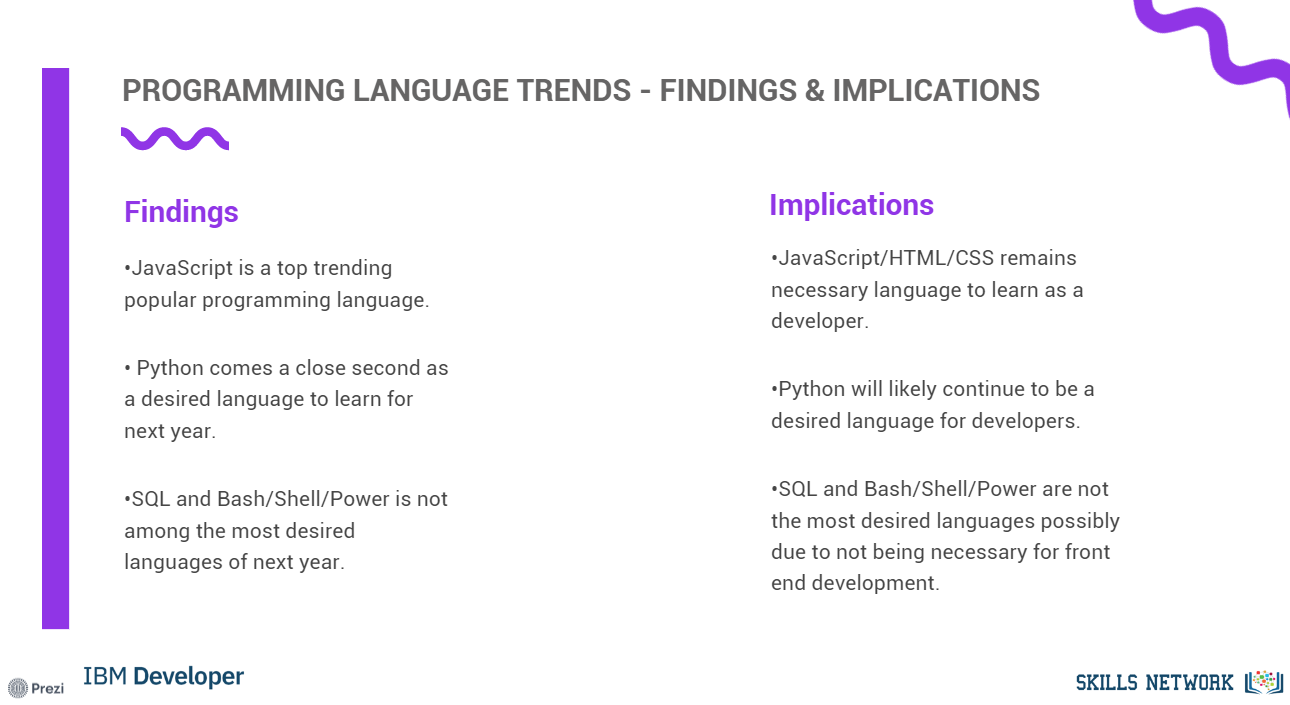 PROGRAMMING LANGUAGE TRENDS - FINDINGS & IMPLICATIONS
Findings
•JavaScript is a top trending
popular programming language.
• Python comes a close second as
a desired language to learn for
next year.
•SQL and Bash/Shell/Power is not
among the most desired
languages of next year.
Implications
•JavaScript/HTML/CSS remains
necessary language to learn as a
developer.
•Python will likely continue to be a
desired language for developers.
•SQL and Bash/Shell/Power are not
the most desired languages possibly
due to not being necessary for front
end development.
Prezi
IBM Developer
SKILLS NETWORK